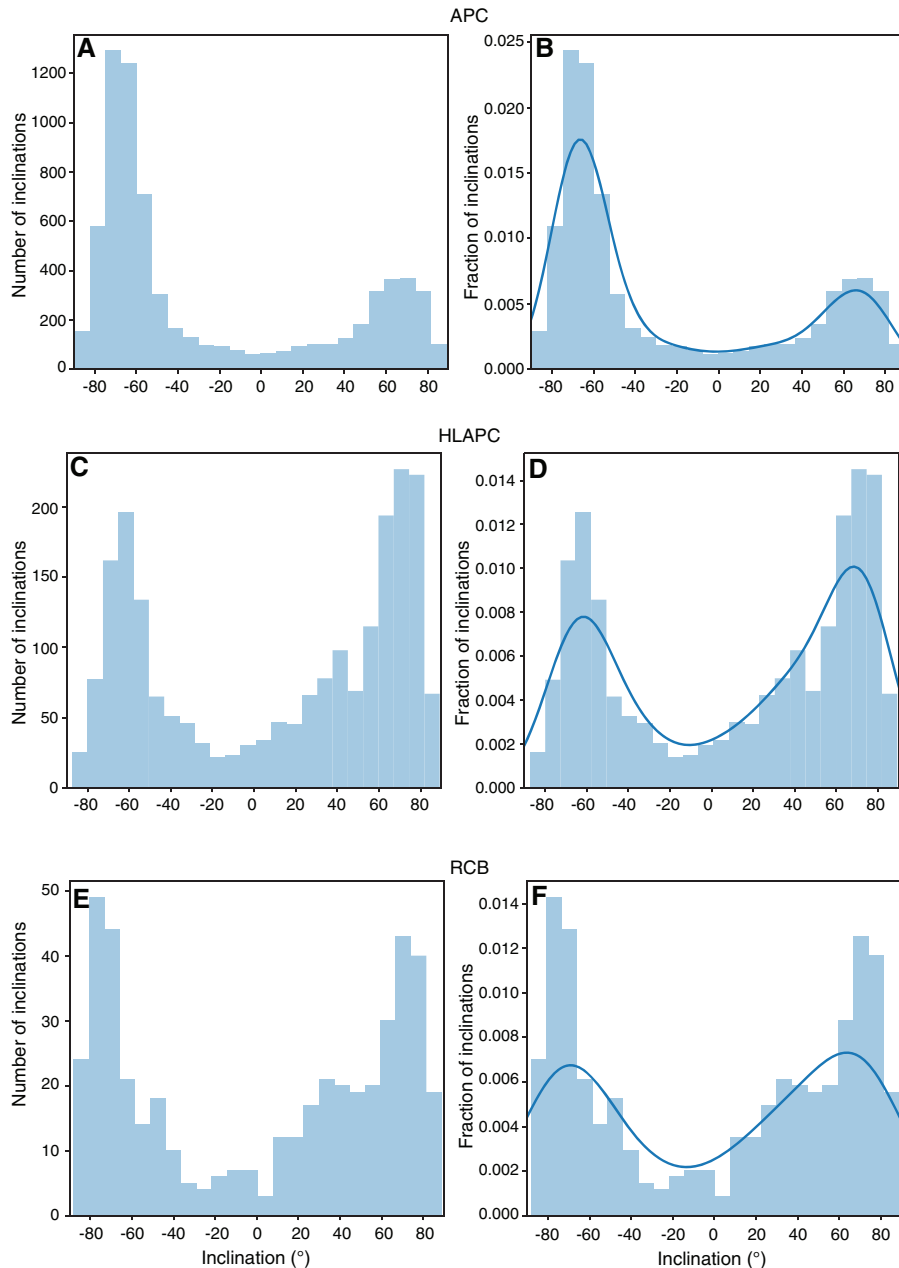 APC
A
B
Number of inclinations
1200
1000
800
600
400
200
0
-80 -60 -40 -20 0 20 40 60 80
Fraction of inclinations
0.025
0.020
0.015
0.010
0.005
0.000
-80 -60 -40 -20 0 20 40 60 80
HLAPC
C
D
Number of inclinations
200
150
100
50
0
-80 -60 -40 -20 0 20 40 60 80
Fraction of inclinations
0.014
0.012
0.010
0.008
0.006
0.004
0.002
0.000
-80 -60 -40 -20 0 20 40 60 80
RCB
E
F
Number of inclinations
50
40
30
20
10
0
-80 -60 -40 -20 0 20 40 60 80
Inclination (°)
Fraction of inclinations
0.014
0.012
0.010
0.008
0.006
0.004
0.002
0.000
-80 -60 -40 -20 0 20 40 60 80
Inclination (°)